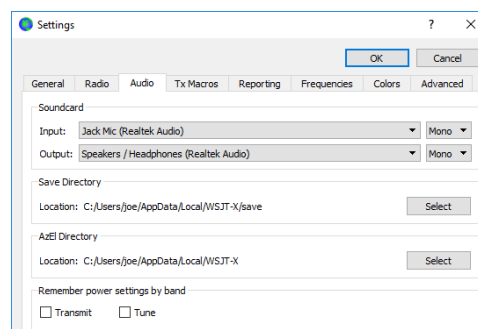 Settings ? ×
OK Cancel
General Radio Audio Tx Macros Reporting Frequencies Colors Advanced
Soundcard
Input: Jack Mic (Realtek Audio) Mono
Output: Speakers / Headphones (Realtek Audio) Mono
Save Directory
Location: C:/Users/joe/AppData/Local/WSJT-X/save Select
AzEl Directory
Location: C:/Users/joe/AppData/Local/WSJT-X Select
Remember power settings by band
Transmit Tune